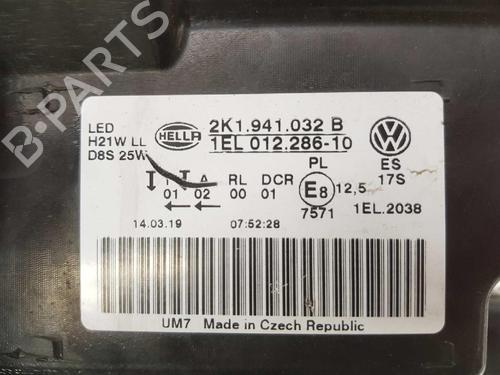 2K1.941.032 B
LED HELLA 1EL 012.286-10
H21W LL
D8S 25W PL ES
A RL DCR E8 12,5 17S
01 02 00 01
7571 1EL.2038
14.03.19 07:52:28
UM7 Made in Czech Republic
B-PARTS